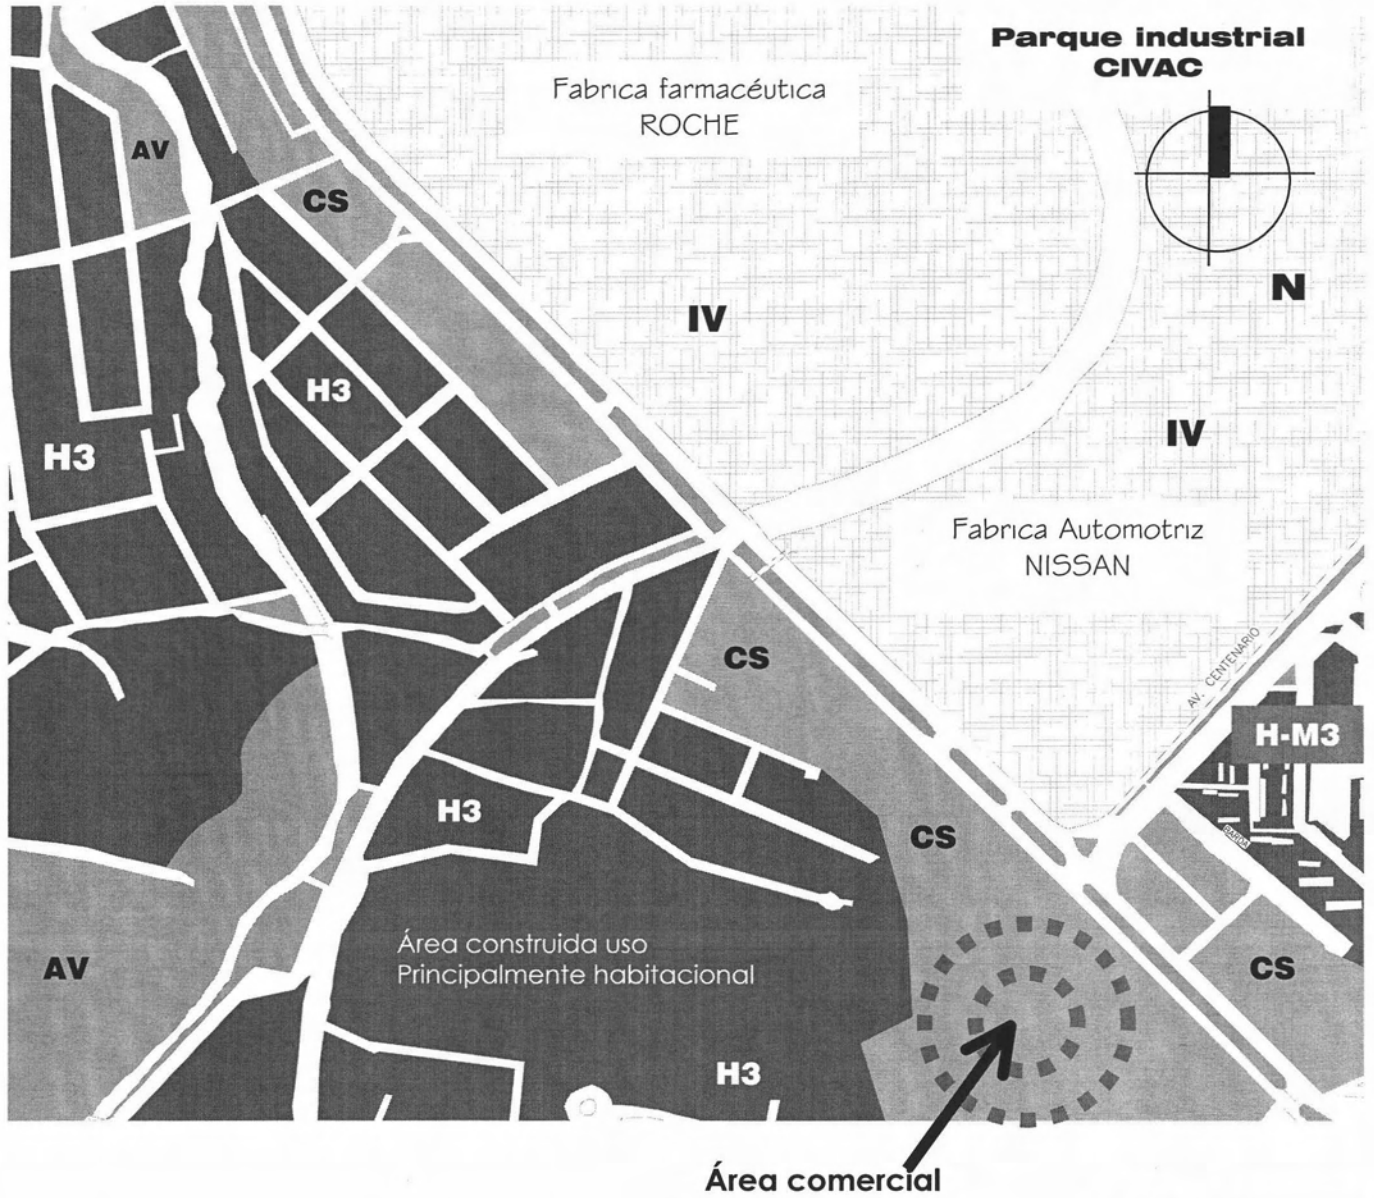 Parque industrial
CIVAC
Fabrica farmacéutica
ROCHE
AV
CS
N
IV
H3
IV
H3
Fabrica Automotriz
NISSAN
AV. CENTENARIO
CS
H-M3
H3
CS
BARDA
Área construida uso
Principalmente habitacional
AV
CS
H3
Área comercial